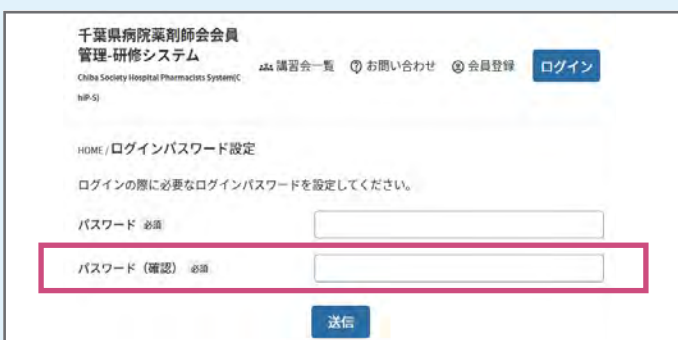 千葉県病院薬剤師会会員
管理-研修システム
Chiba Society Hospital Pharmacists System(C
hiP-S)
講習会一覧 お問い合わせ 会員登録 ログイン
HOME / ログインパスワード設定
ログインの際に必要なログインパスワードを設定してください。
パスワード 必須
パスワード（確認） 必須
送信